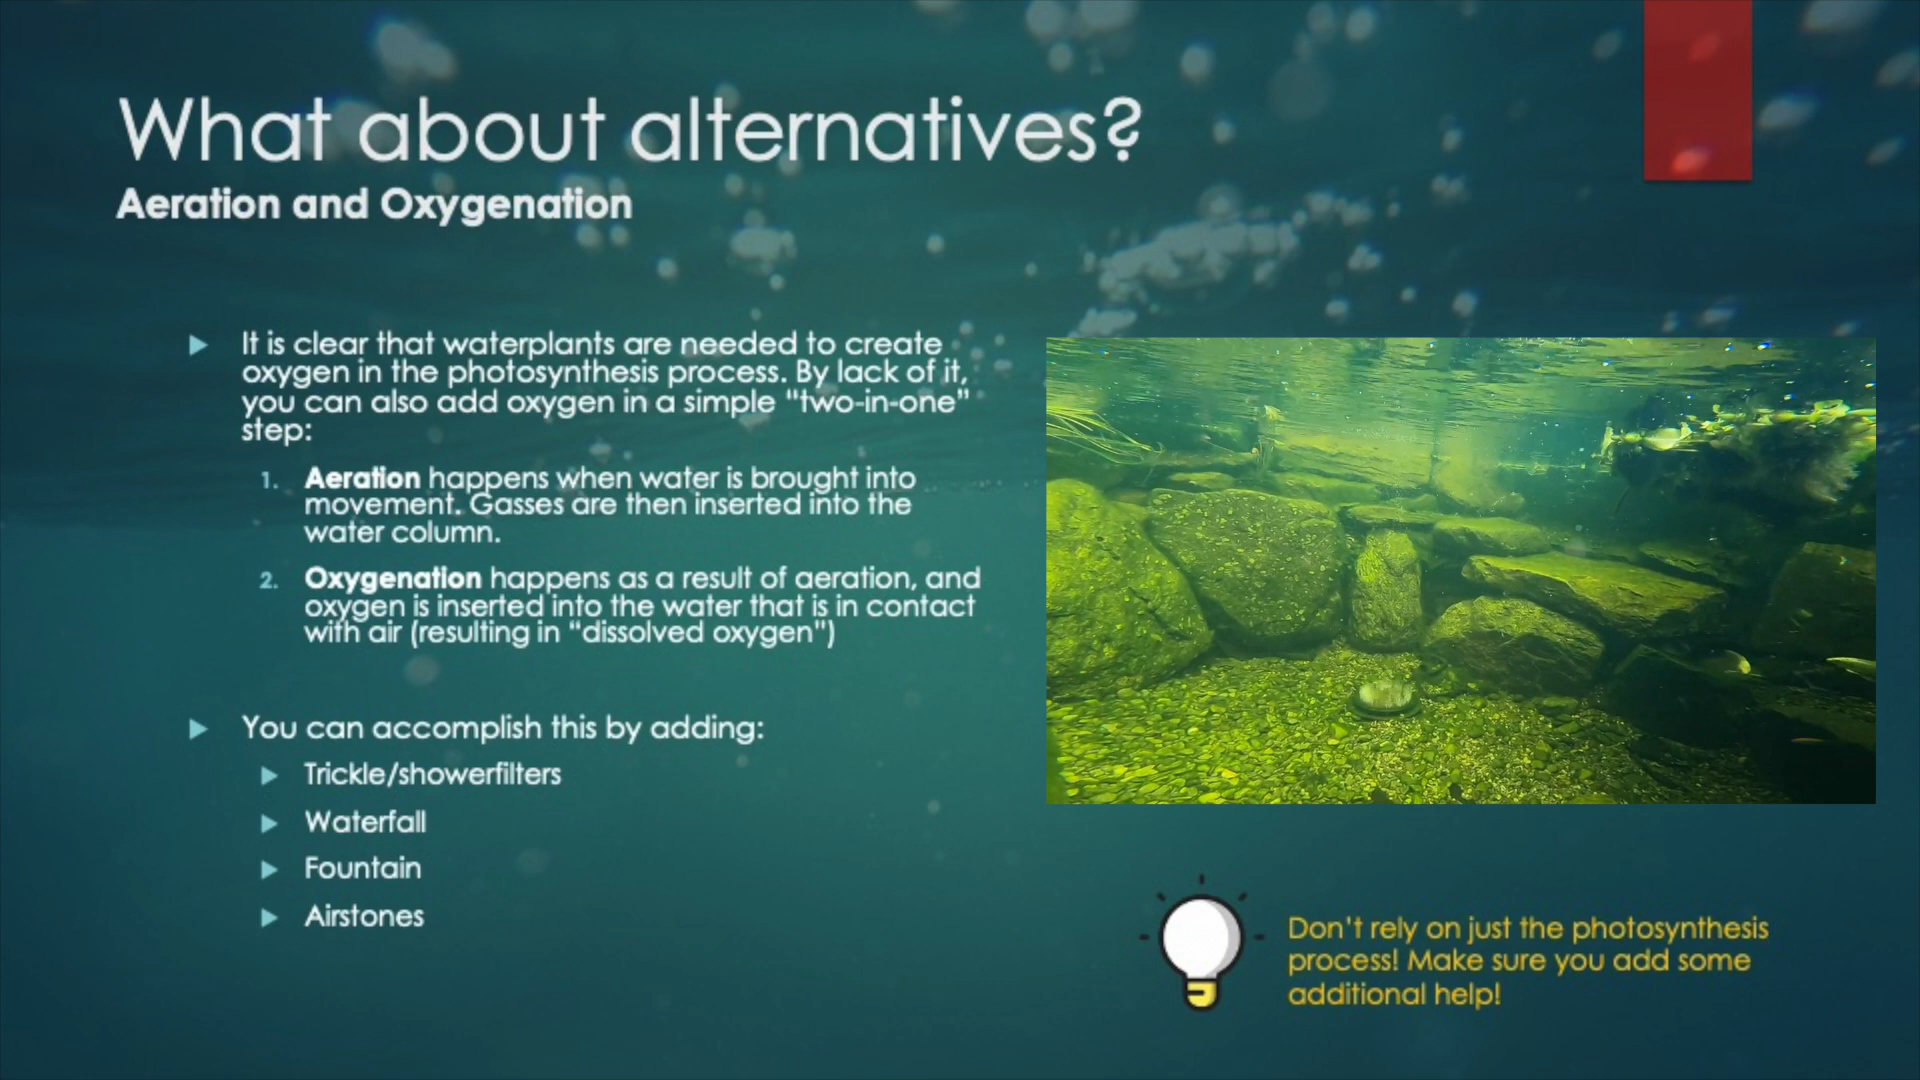 What about alternatives?
Aeration and Oxygenation
It is clear that waterplants are needed to create
oxygen in the photosynthesis process. By lack of it,
you can also add oxygen in a simple "two-in-one"
step:
1. Aeration happens when water is brought into
movement. Gasses are then inserted into the
water column.
2. Oxygenation happens as a result of aeration, and
oxygen is inserted into the water that is in contact
with air (resulting in “dissolved oxygen”)
You can accomplish this by adding:
Trickle/showerfilters
Waterfall
Fountain
Airstones
Don't rely on just the photosynthesis
process! Make sure you add some
additional help!